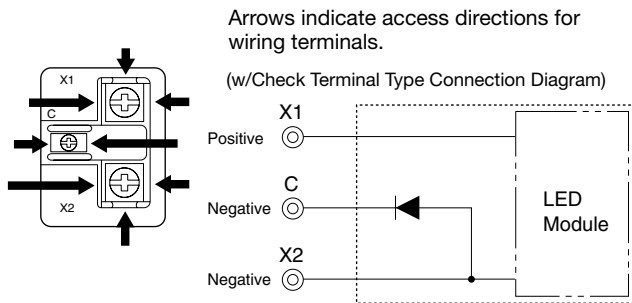 Arrows indicate access directions for
wiring terminals.
(w/Check Terminal Type Connection Diagram)
X1
C
X2
X1
Positive
C
Negative
X2
Negative
LED
Module